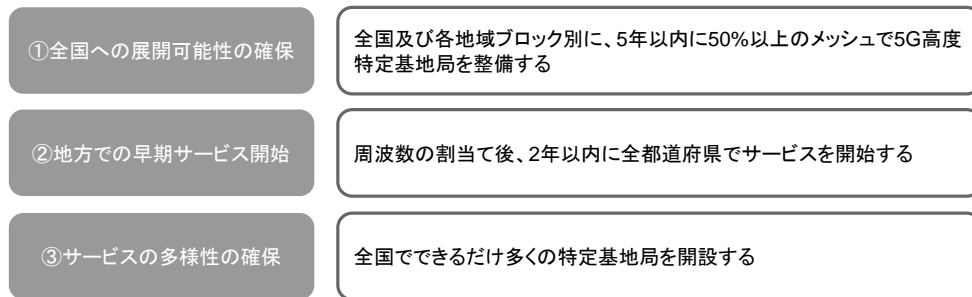 ①全国への展開可能性の確保
全国及び各地域ブロック別に、5年以内に50%以上のメッシュで5G高度
特定基地局を整備する
②地方での早期サービス開始
周波数の割当て後、2年以内に全都道府県でサービスを開始する
③サービスの多様性の確保
全国でできるだけ多くの特定基地局を開設する